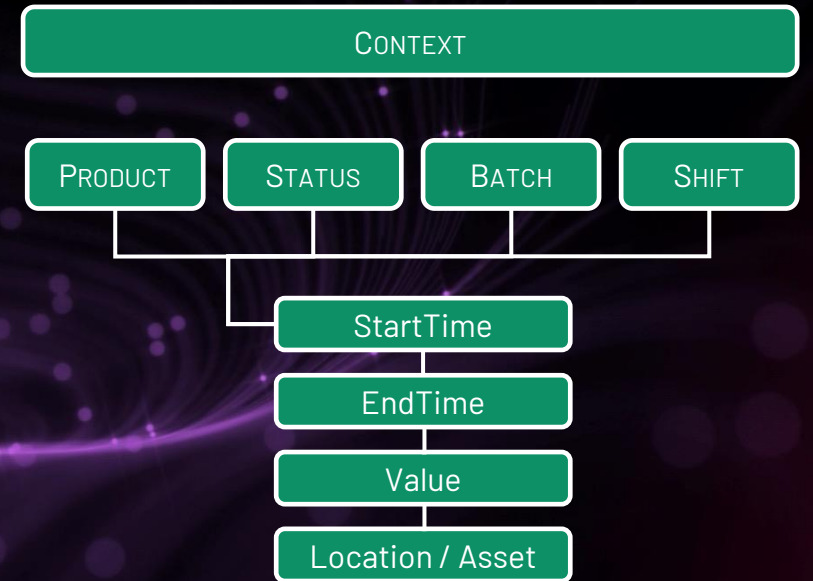 CONTEXT
PRODUCT
STATUS
BATCH
SHIFT
StartTime
EndTime
Value
Location / Asset